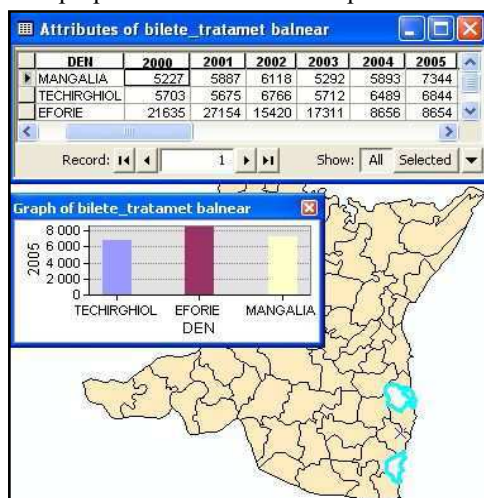 Attributes of bilete_tratamet balnear
DEN 2000 2001 2002 2003 2004 2005
MANGALIA 5227 5887 6118 5292 5893 7344
TECHIRGHIOL 5703 5675 6766 5712 6489 6844
EFORIE 21635 27154 15420 17311 8656 8654
Record: 1 Show: All Selected
Graph of bilete_tratamet balnear
8 000
6 000
4 000
2 000
0
2005
TECHIRGHIOL EFORIE MANGALIA
DEN